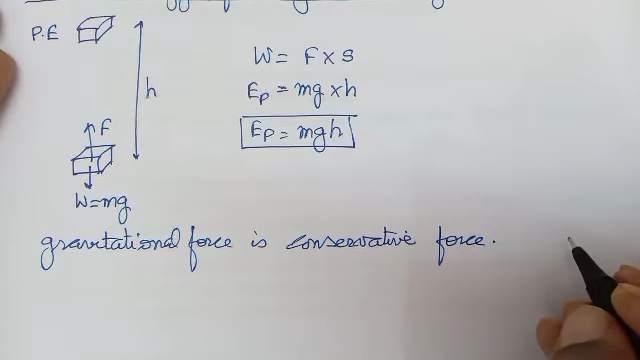 P.E
h
F
W=mg
W = F x s
Ep = mg x h
Ep = mgh
gravitational force is conservative force.